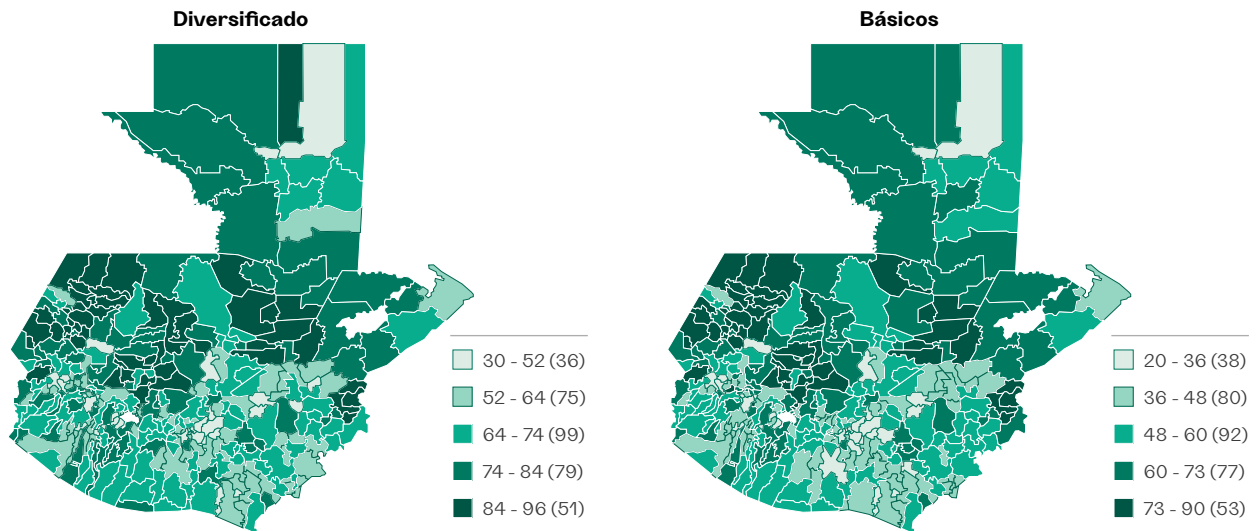 Diversificado
30 - 52 (36)
52 - 64 (75)
64 - 74 (99)
74 - 84 (79)
84 - 96 (51)
Básicos
20 - 36 (38)
36 - 48 (80)
48 - 60 (92)
60 - 73 (77)
73 - 90 (53)